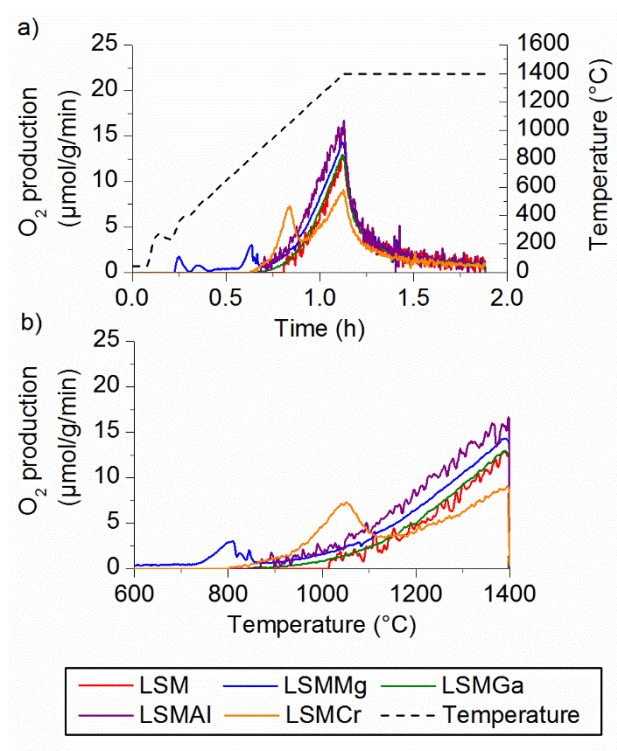 a)
25
20
15
10
5
0
O₂ production
(µmol/g/min)
1600
1400
1200
1000
800
600
400
200
0
Temperature (°C)
0.0 0.5 1.0 1.5 2.0
Time (h)
b)
25
20
15
10
5
0
O₂ production
(µmol/g/min)
600 800 1000 1200 1400
Temperature (°C)
LSM LSMMg LSMGa
LSMAl LSMCr Temperature